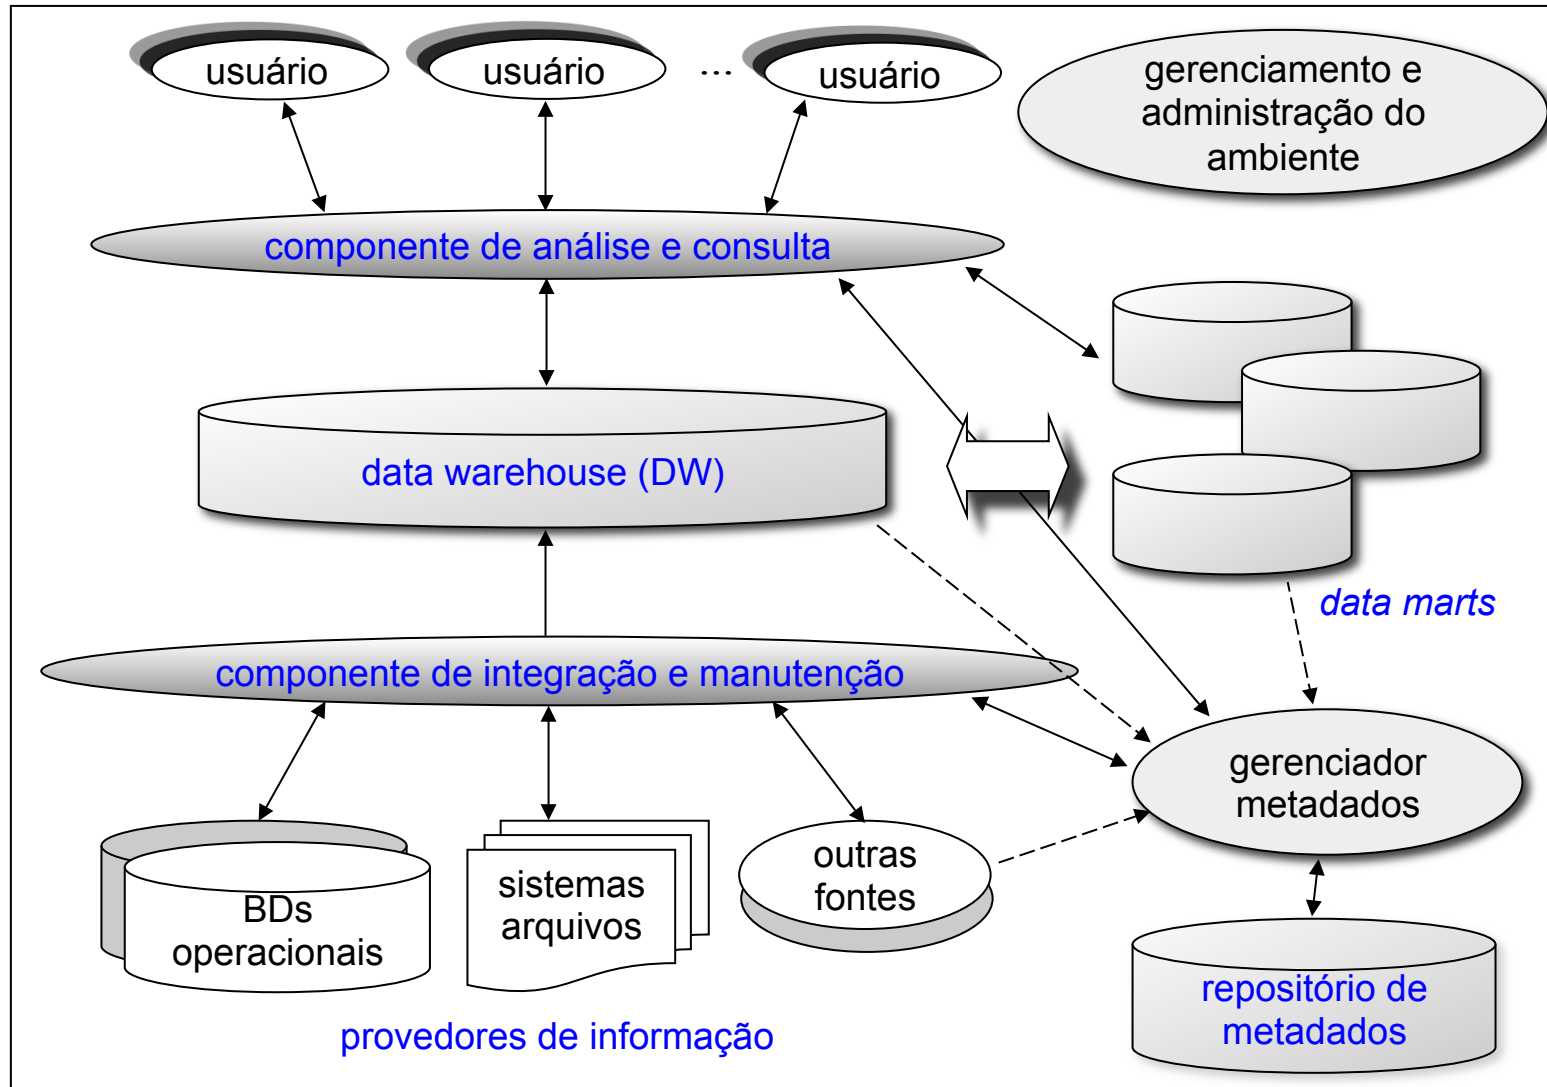 usuário
usuário
...
usuário
gerenciamento e
administração do
ambiente
componente de análise e consulta
data warehouse (DW)
data marts
componente de integração e manutenção
gerenciador
metadados
BDs
operacionais
sistemas
arquivos
outras
fontes
repositório de
metadados
provedores de informação